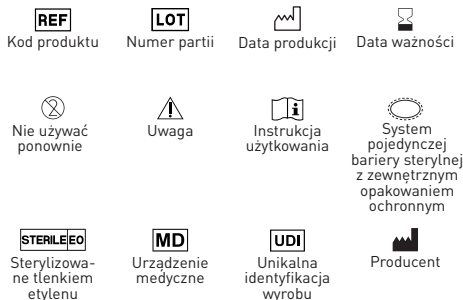 REF
LOT
Kod produktu
Numer partii
Data produkcji
Data ważności
Nie używać
ponownie
Uwaga
Instrukcja
użytkowania
System
pojedynczej
bariery sterylnej
z zewnętrznym
opakowaniem
ochronnym
STERILE EO
MD
UDI
Sterylizowa-
ne tlenkiem
etylenu
Urządzenie
medyczne
Unikalna
identyfikacja
wyrobu
Producent